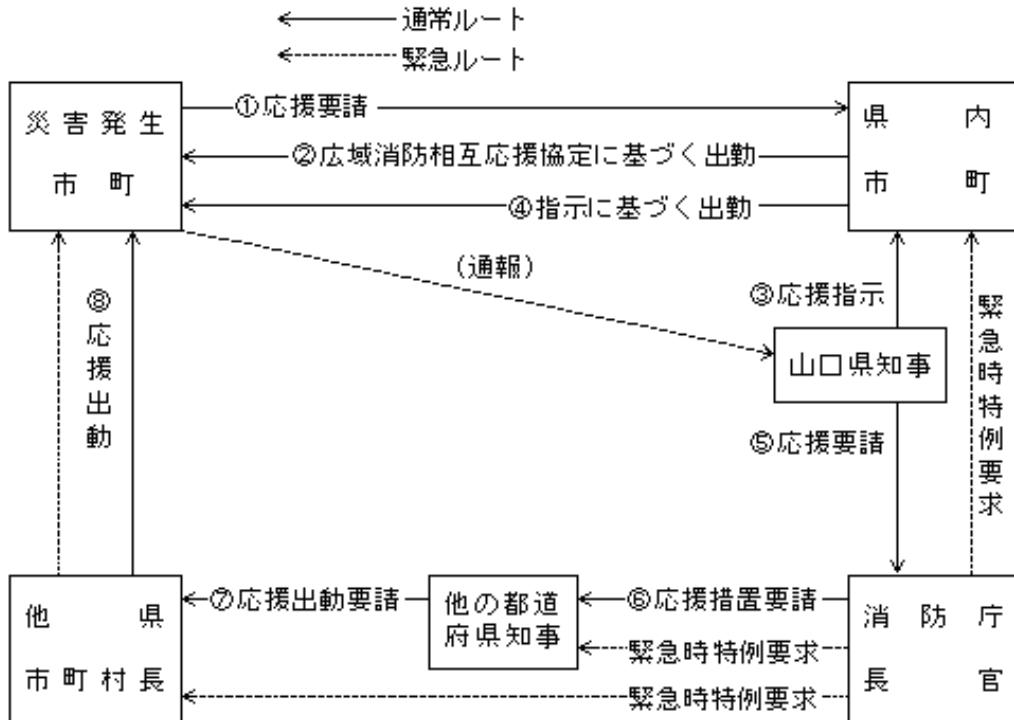 通常ルート
緊急ルート
災害発生
市町
①応援要請
②広域消防相互応援協定に基づく出勤
④指示に基づく出勤
県内
市町
(通報)
③応援指示
山口県知事
⑤応援要請
緊急時特例要求
⑧応援出動
他県
市町村長
⑦応援出動要請
他の都道
府県知事
⑥応援措置要請
緊急時特例要求
緊急時特例要求
消防庁
長官